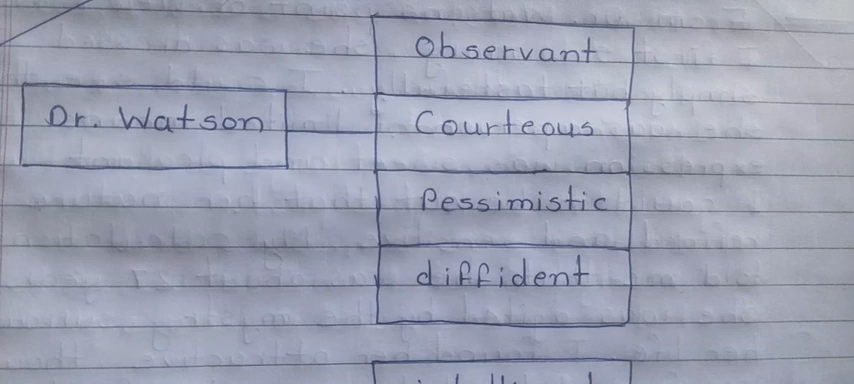 Observant
Dr. Watson
Courteous
Pessimistic
diffident